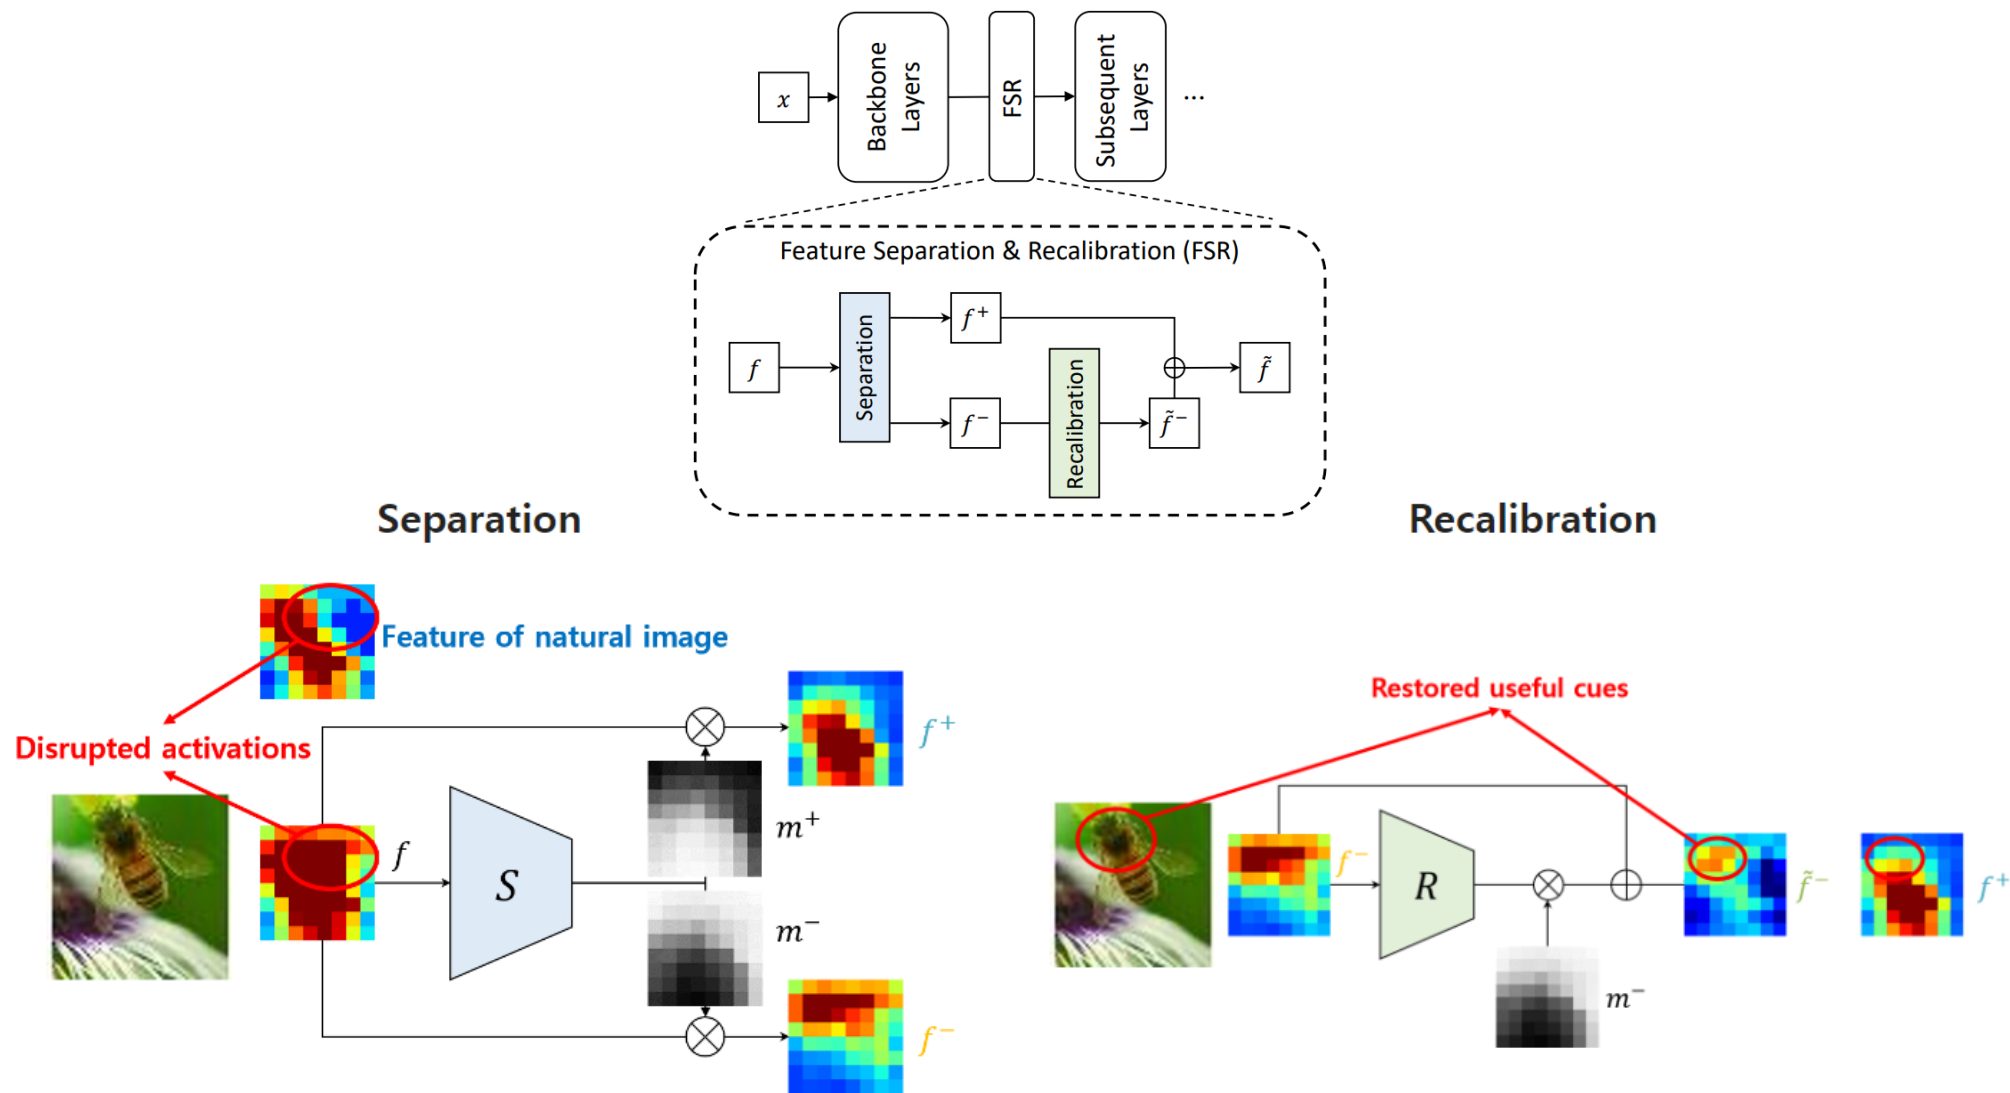 x
Backbone
Layers
FSR
Subsequent
Layers
...
Feature Separation & Recalibration (FSR)
f
Separation
f⁺
f⁻
Recalibration
f̃⁻
f̃
Separation
Recalibration
Feature of natural image
Disrupted activations
f
S
m⁺
m⁻
f⁺
f⁻
Restored useful cues
f⁻
R
m⁻
f̃⁻
f⁺